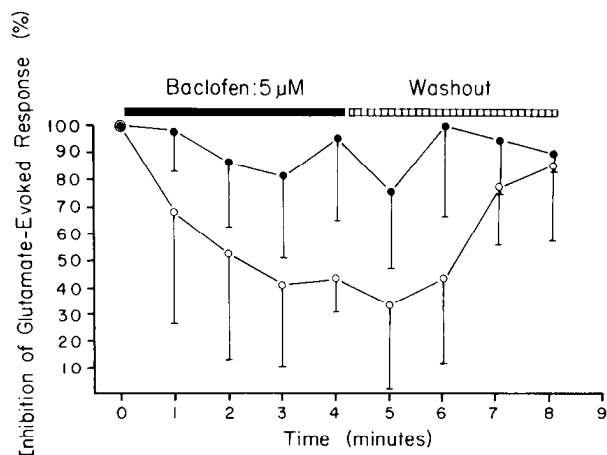 Inhibition of Glutamate-Evoked Response (%)
Baclofen: 5 μM
Washout
100
90
80
70
60
50
40
30
20
10
0 1 2 3 4 5 6 7 8 9
Time (minutes)